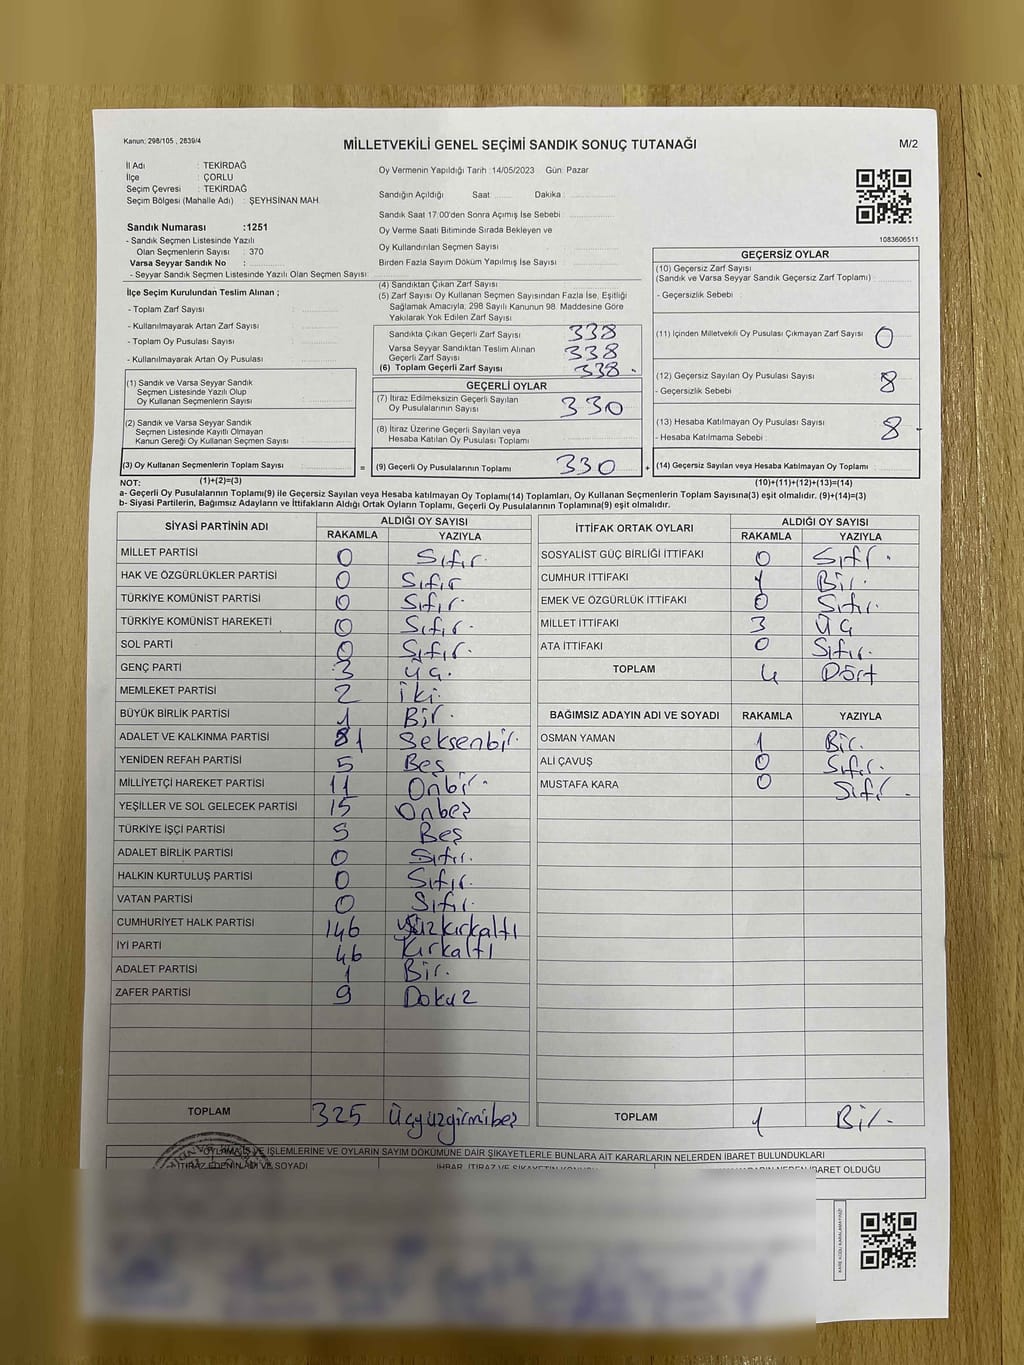 Kanun: 298/105 , 2839/4
MİLLETVEKİLİ GENEL SEÇİMİ SANDIK SONUÇ TUTANAĞI
M/2
İl Adı : TEKİRDAĞ
İlçe : ÇORLU
Seçim Çevresi : TEKİRDAĞ
Seçim Bölgesi (Mahalle Adı) : ŞEYHSİNAN MAH.
Sandık Numarası :1251
- Sandık Seçmen Listesinde Yazılı
Olan Seçmenlerin Sayısı : 370
Varsa Seyyar Sandık No :
- Seyyar Sandık Seçmen Listesinde Yazılı Olan Seçmen Sayısı:
Oy Vermenin Yapıldığı Tarih :14/05/2023 Gün: Pazar
Sandığın Açıldığı Saat: Dakika :
Sandık Saat 17.00'den Sonra Açımış İse Sebebi :
Oy Verme Saati Bitiminde Sırada Bekleyen ve
Oy Kullandırılan Seçmen Sayısı
Birden Fazla Sayım Döküm Yapılmış İse Sayısı :
1083606511
İlçe Seçim Kurulundan Teslim Alınan ;
- Toplam Zarf Sayısı :
- Kullanılmayarak Artan Zarf Sayısı :
- Toplam Oy Pusulası Sayısı :
- Kullanılmayarak Artan Oy Pusulası
(1) Sandık ve Varsa Seyyar Sandık
Seçmen Listesinde Yazılı Olup
Oy Kullanan Seçmenlerin Sayısı :
(2) Sandık ve Varsa Seyyar Sandık
Seçmen Listesinde Kayıtlı Olmayan
Kanun Gereği Oy Kullanan Seçmen Sayısı :
(3) Oy Kullanan Seçmenlerin Toplam Sayısı :
(4) Sandıktan Çıkan Zarf Sayısı :
(5) Zarf Sayısı Oy Kullanan Seçmen Sayısından Fazla İse, Eşitliği
Sağlamak Amacıyla, 298 Sayılı Kanunun 98. Maddesine Göre
Yakılarak Yok Edilen Zarf Sayısı
Sandıkta Çıkan Geçerli Zarf Sayısı 338
Varsa Seyyar Sandıktan Teslim Alınan
Geçerli Zarf Sayısı 338
(6) Toplam Geçerli Zarf Sayısı 338
GEÇERLİ OYLAR
(7) İtiraz Edilmeksizin Geçerli Sayılan
Oy Pusulalarının Sayısı 330
(8) İtiraz Üzerine Geçerli Sayılan veya
Hesaba Katılan Oy Pusulası Toplamı
= (9) Geçerli Oy Pusulalarının Toplamı 330 +
GEÇERSİZ OYLAR
(10) Geçersiz Zarf Sayısı
(Sandık ve Varsa Seyyar Sandık Geçersiz Zarf Toplamı) :
- Geçersizlik Sebebi :
(11) İçinden Milletvekili Oy Pusulası Çıkmayan Zarf Sayısı 0
(12) Geçersiz Sayılan Oy Pusulası Sayısı
- Geçersizlik Sebebi : 8
(13) Hesaba Katılmayan Oy Pusulası Sayısı
- Hesaba Katılmama Sebebi : 8
(14) Geçersiz Sayılan veya Hesaba Katılmayan Oy Toplamı
NOT: (1)+(2)=(3) (10)+(11)+(12)+(13)=(14)
a- Geçerli Oy Pusulalarının Toplamı(9) ile Geçersiz Sayılan veya Hesaba katılmayan Oy Toplamı(14) Toplamları, Oy Kullanan Seçmenlerin Toplam Sayısına(3) eşit olmalıdır. (9)+(14)=(3)
b- Siyasi Partilerin, Bağımsız Adayların ve İttifakların Aldığı Ortak Oyların Toplamı, Geçerli Oy Pusulalarının Toplamına(9) eşit olmalıdır.
SİYASİ PARTİNİN ADI ALDIĞI OY SAYISI
RAKAMLA YAZIYLA
MİLLET PARTİSİ 0 Sıfır.
HAK VE ÖZGÜRLÜKLER PARTİSİ 0 Sıfır
TÜRKİYE KOMÜNİST PARTİSİ 0 Sıfır.
TÜRKİYE KOMÜNİST HAREKETİ 0 Sıfır.
SOL PARTİ 0 Sıfır.
GENÇ PARTİ 3 Üç.
MEMLEKET PARTİSİ 2 İki.
BÜYÜK BİRLİK PARTİSİ 1 Bir.
ADALET VE KALKINMA PARTİSİ 81 Seksenbir.
YENİDEN REFAH PARTİSİ 5 Beş
MİLLİYETÇİ HAREKET PARTİSİ 11 Onbir.
YEŞİLLER VE SOL GELECEK PARTİSİ 15 Onbeş
TÜRKİYE İŞÇİ PARTİSİ 5 Beş
ADALET BİRLİK PARTİSİ 0 Sıfır.
HALKIN KURTULUŞ PARTİSİ 0 Sıfır.
VATAN PARTİSİ 0 Sıfır.
CUMHURİYET HALK PARTİSİ 146 Yüzkırkaltı
İYİ PARTİ 46 Kırkaltı
ADALET PARTİSİ 1 Bir.
ZAFER PARTİSİ 9 Dokuz
TOPLAM 325 Üçyüzyirmibeş
İTTİFAK ORTAK OYLARI ALDIĞI OY SAYISI
RAKAMLA YAZIYLA
SOSYALIST GÜÇ BİRLİĞİ İTTİFAKI 0 Sıfır.
CUMHUR İTTİFAKI 1 Bir.
EMEK VE ÖZGÜRLÜK İTTİFAKI 0 Sıfır.
MİLLET İTTİFAKI 3 Üç
ATA İTTİFAKI 0 Sıfır.
TOPLAM 4 Dört
BAĞIMSIZ ADAYIN ADI VE SOYADI RAKAMLA YAZIYLA
OSMAN YAMAN 1 Bir.
ALİ ÇAVUŞ 0 Sıfır.
MUSTAFA KARA 0 Sıfır.
TOPLAM 1 Bir.
OYLAMA İŞ VE İŞLEMLERİNE VE OYLARIN SAYIM DÖKÜMÜNE DAİR ŞİKAYETLERLE BUNLARA AİT KARARLARIN NELERDEN İBARET BULUNDUKLARI
İTİRAZ EDENİN ADI VE SOYADI